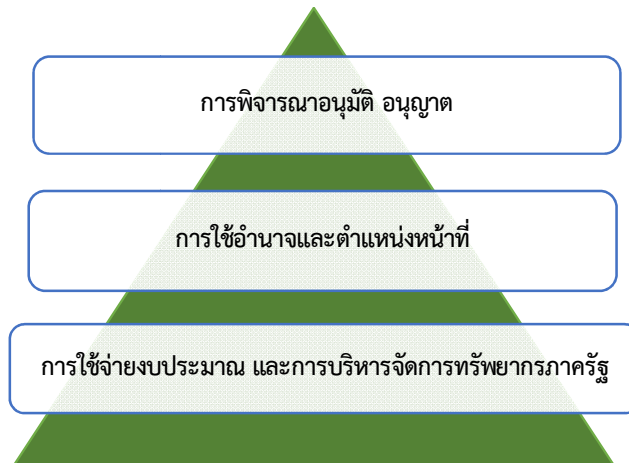 การพิจารณาอนุมัติ อนุญาต
การใช้อำนาจและตำแหน่งหน้าที่
การใช้จ่ายงบประมาณ และการบริหารจัดการทรัพยากรภาครัฐ